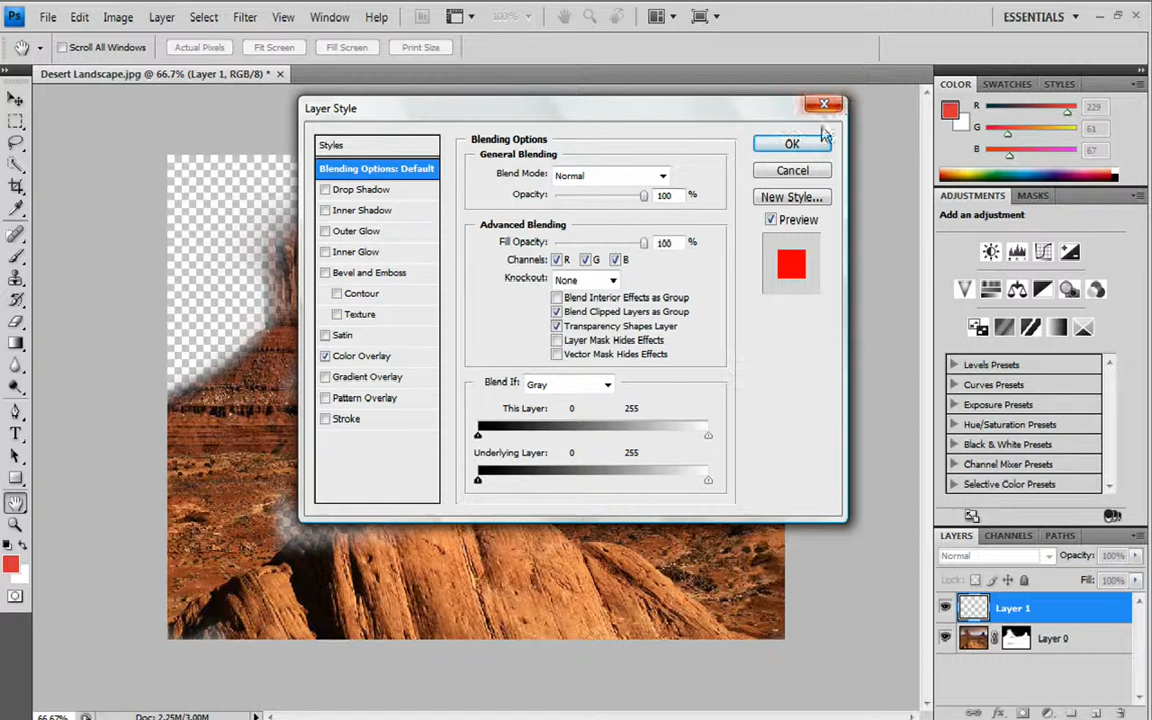 Ps File Edit Image Layer Select Filter View Window Help Br 100% ESSENTIALS
Scroll All Windows Actual Pixels Fit Screen Fill Screen Print Size
Desert Landscape.jpg @ 66.7% (Layer 1, RGB/8) *
Layer Style
Styles
Blending Options: Default
Drop Shadow
Inner Shadow
Outer Glow
Inner Glow
Bevel and Emboss
Contour
Texture
Satin
Color Overlay
Gradient Overlay
Pattern Overlay
Stroke
Blending Options
General Blending
Blend Mode: Normal
Opacity: 100 %
Advanced Blending
Fill Opacity: 100 %
Channels: R G B
Knockout: None
Blend Interior Effects as Group
Blend Clipped Layers as Group
Transparency Shapes Layer
Layer Mask Hides Effects
Vector Mask Hides Effects
Blend If: Gray
This Layer: 0 255
Underlying Layer: 0 255
OK
Cancel
New Style...
Preview
COLOR SWATCHES STYLES
R 229
G 61
B 67
ADJUSTMENTS MASKS
Add an adjustment
Levels Presets
Curves Presets
Exposure Presets
Hue/Saturation Presets
Black & White Presets
Channel Mixer Presets
Selective Color Presets
LAYERS CHANNELS PATHS
Normal Opacity: 100%
Lock: Fill: 100%
Layer 1
Layer 0
66.67% Doc: 2.25M/3.00M